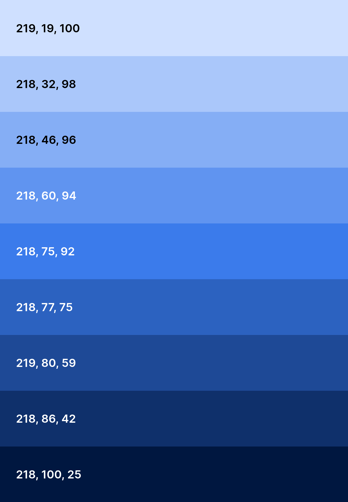 219, 19, 100
218, 32, 98
218, 46, 96
218, 60, 94
218, 75, 92
218, 77, 75
219, 80, 59
218, 86, 42
218, 100, 25